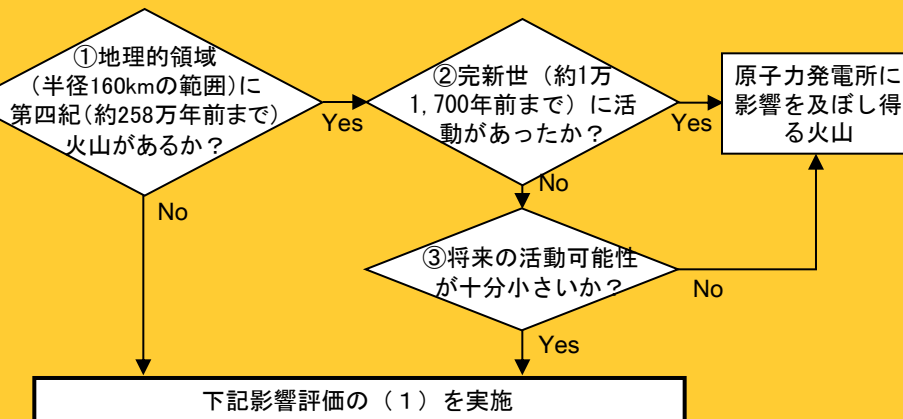 ①地理的領域
(半径160kmの範囲)に
第四紀(約258万年前まで)
火山があるか？
Yes
No
②完新世（約1万
1,700年前まで）に活
動があったか？
Yes
No
原子力発電所に
影響を及ぼし得
る火山
③将来の活動可能性
が十分小さいか？
No
Yes
下記影響評価の（１）を実施